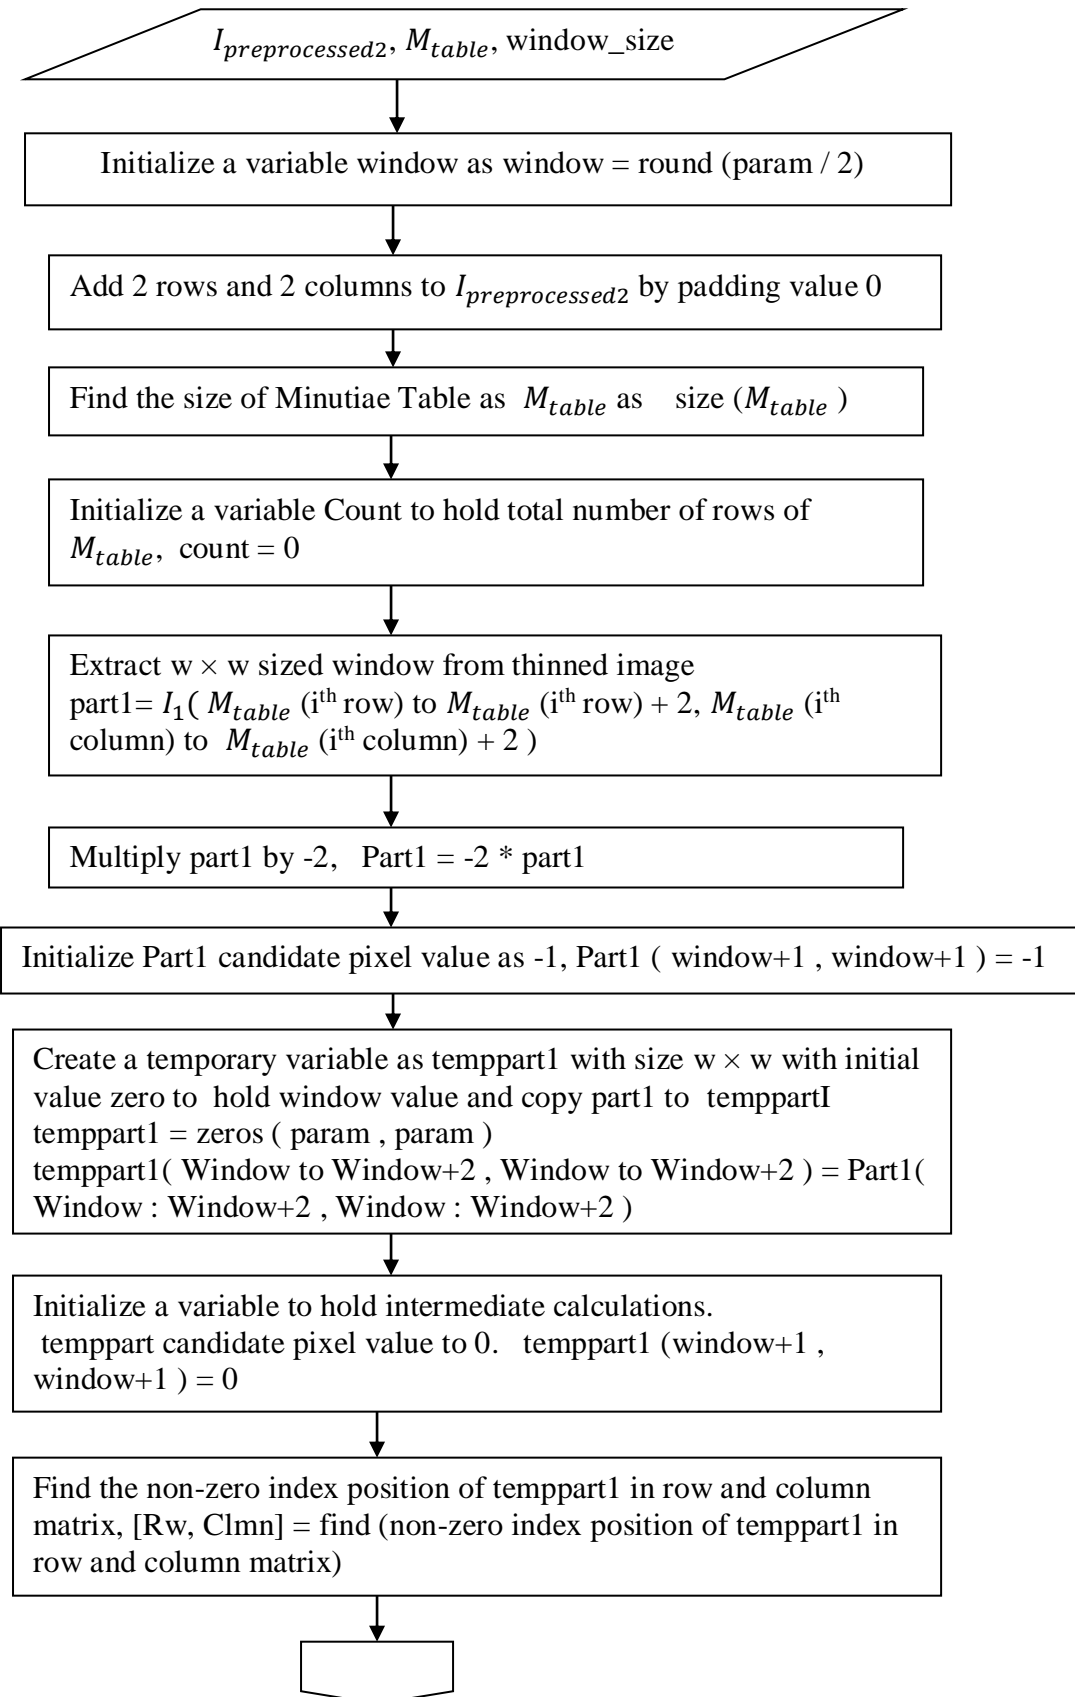 I_preprocessed2, M_table, window_size
Initialize a variable window as window = round (param / 2)
Add 2 rows and 2 columns to I_preprocessed2 by padding value 0
Find the size of Minutiae Table as M_table as size (M_table )
Initialize a variable Count to hold total number of rows of
M_table, count = 0
Extract w × w sized window from thinned image
part1= I_1( M_table (i^th row) to M_table (i^th row) + 2, M_table (i^th
column) to M_table (i^th column) + 2 )
Multiply part1 by -2, Part1 = -2 * part1
Initialize Part1 candidate pixel value as -1, Part1 ( window+1 , window+1 ) = -1
Create a temporary variable as temppart1 with size w × w with initial
value zero to hold window value and copy part1 to temppartI
temppart1 = zeros ( param , param )
temppart1( Window to Window+2 , Window to Window+2 ) = Part1(
Window : Window+2 , Window : Window+2 )
Initialize a variable to hold intermediate calculations.
temppart candidate pixel value to 0. temppart1 (window+1 ,
window+1 ) = 0
Find the non-zero index position of temppart1 in row and column
matrix, [Rw, Clmn] = find (non-zero index position of temppart1 in
row and column matrix)